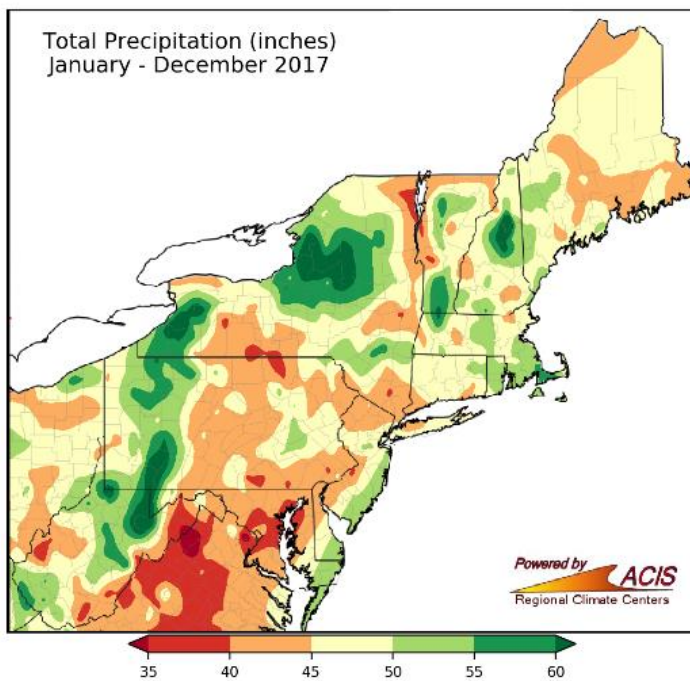 Total Precipitation (inches)
January - December 2017
Powered by
ACIS
Regional Climate Centers
35 40 45 50 55 60